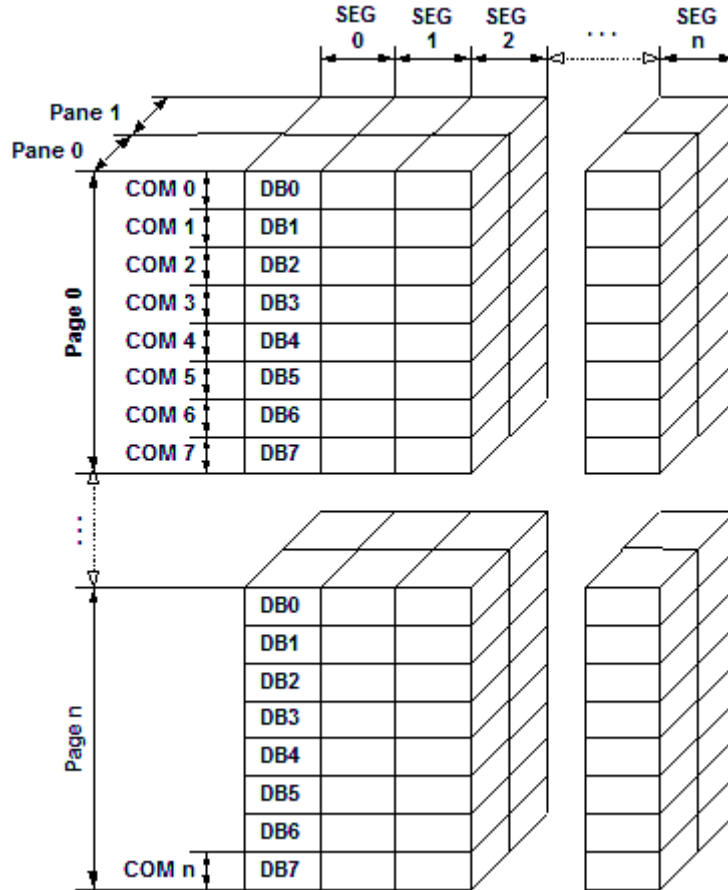 SEG 0
SEG 1
SEG 2
. . .
SEG n
Pane 1
Pane 0
Page 0
COM 0 DB0
COM 1 DB1
COM 2 DB2
COM 3 DB3
COM 4 DB4
COM 5 DB5
COM 6 DB6
COM 7 DB7
. . .
Page n
DB0
DB1
DB2
DB3
DB4
DB5
DB6
COM n DB7